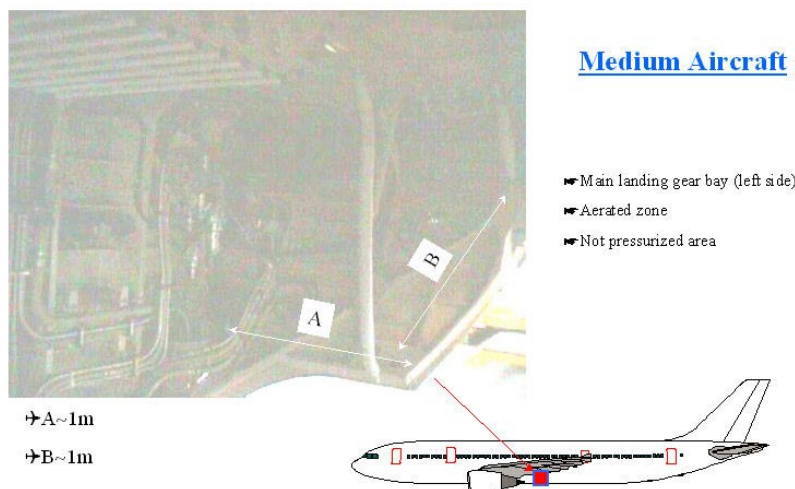 Medium Aircraft
☛Main landing gear bay (left side)
☛Aerated zone
☛Not pressurized area
B
A
✈A~1m
✈B~1m